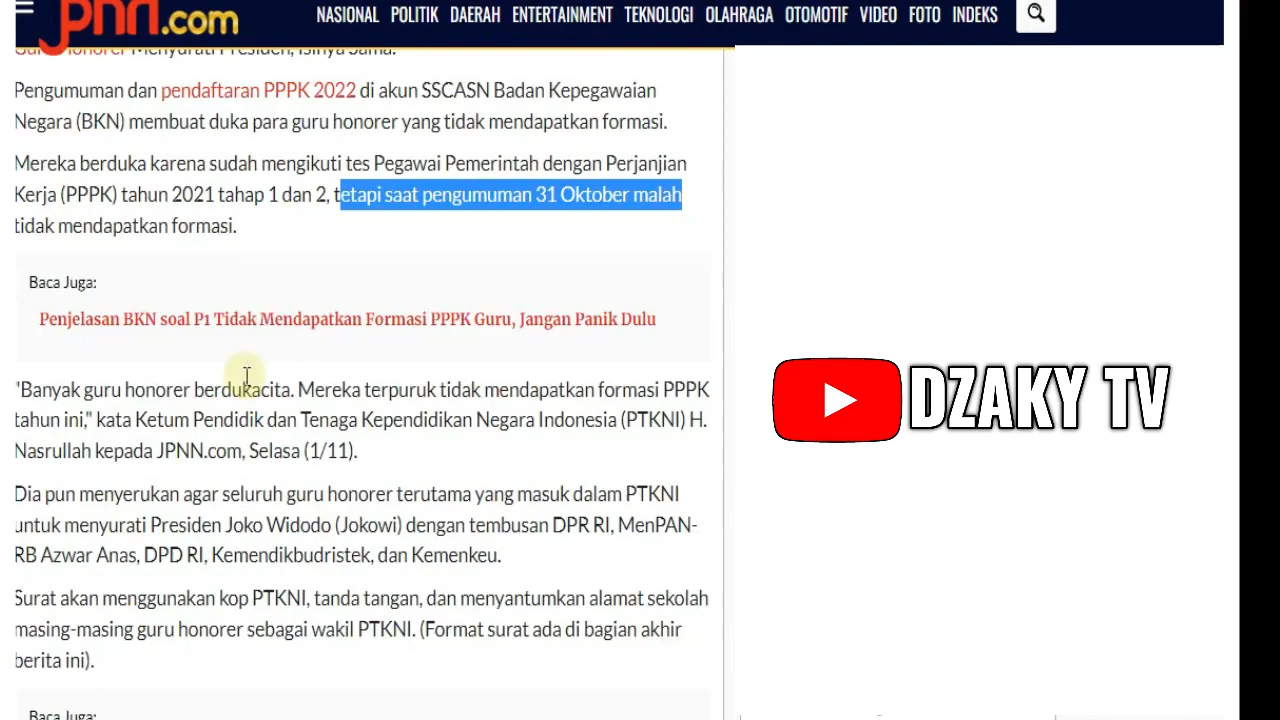 jpnn.com
NASIONAL POLITIK DAERAH ENTERTAINMENT TEKNOLOGI OLAHRAGA OTOMOTIF VIDEO FOTO INDEKS
Guru Honorer Menyurati Presiden, Isinya Sama.
Pengumuman dan pendaftaran PPPK 2022 di akun SSCASN Badan Kepegawaian
Negara (BKN) membuat duka para guru honorer yang tidak mendapatkan formasi.
Mereka berduka karena sudah mengikuti tes Pegawai Pemerintah dengan Perjanjian
Kerja (PPPK) tahun 2021 tahap 1 dan 2, tetapi saat pengumuman 31 Oktober malah
tidak mendapatkan formasi.
Baca Juga:
Penjelasan BKN soal P1 Tidak Mendapatkan Formasi PPPK Guru, Jangan Panik Dulu
"Banyak guru honorer berdukacita. Mereka terpuruk tidak mendapatkan formasi PPPK
tahun ini," kata Ketum Pendidik dan Tenaga Kependidikan Negara Indonesia (PTKNI) H.
Nasrullah kepada JPNN.com, Selasa (1/11).
Dia pun menyerukan agar seluruh guru honorer terutama yang masuk dalam PTKNI
untuk menyurati Presiden Joko Widodo (Jokowi) dengan tembusan DPR RI, MenPAN-
RB Azwar Anas, DPD RI, Kemendikbudristek, dan Kemenkeu.
Surat akan menggunakan kop PTKNI, tanda tangan, dan menyantumkan alamat sekolah
masing-masing guru honorer sebagai wakil PTKNI. (Format surat ada di bagian akhir
berita ini).
Baca Juga:
DZAKY TV